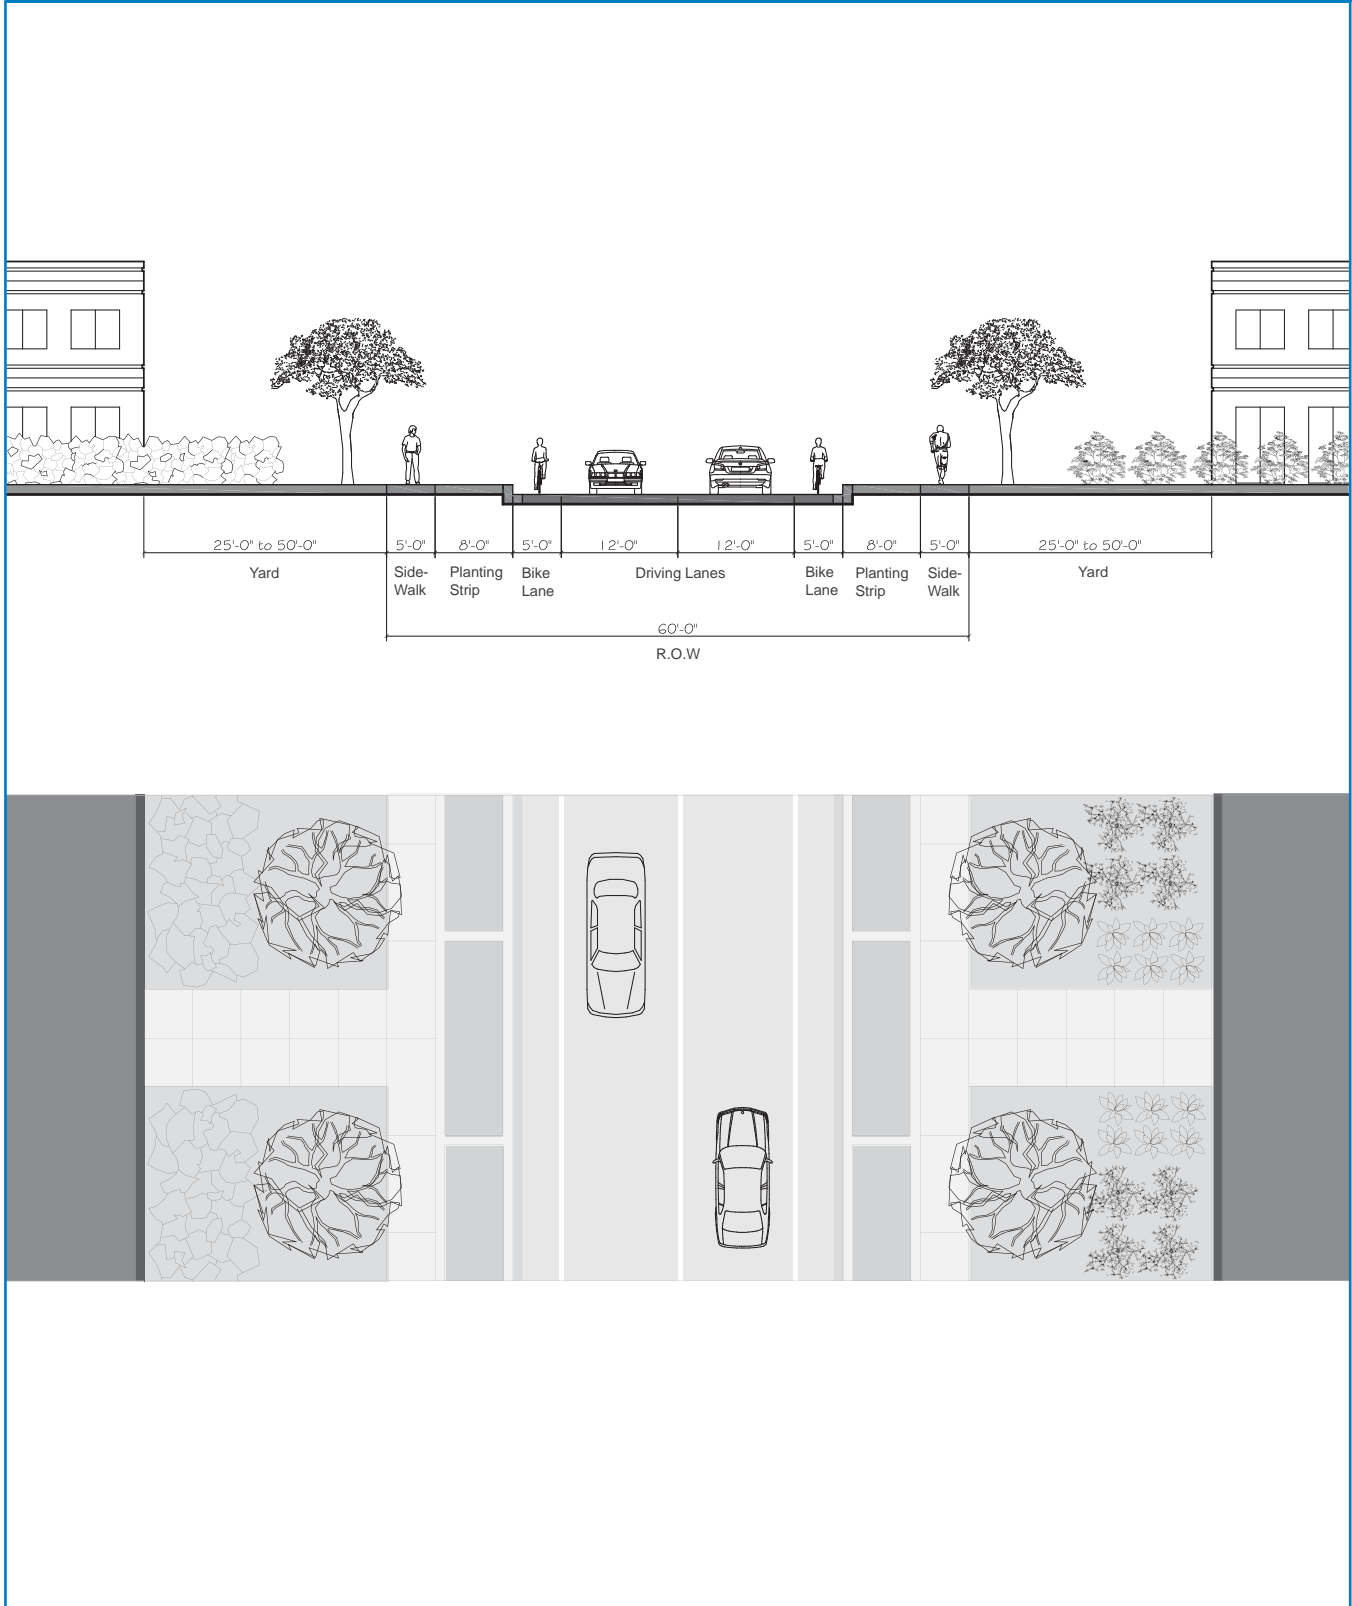 25'-0" to 50'-0" 5'-0" 8'-0" 5'-0" 12'-0" 12'-0" 5'-0" 8'-0" 5'-0" 25'-0" to 50'-0"
Yard Side- Planting Bike Driving Lanes Bike Planting Side- Yard
Walk Strip Lane Lane Strip Walk
60'-0"
R.O.W